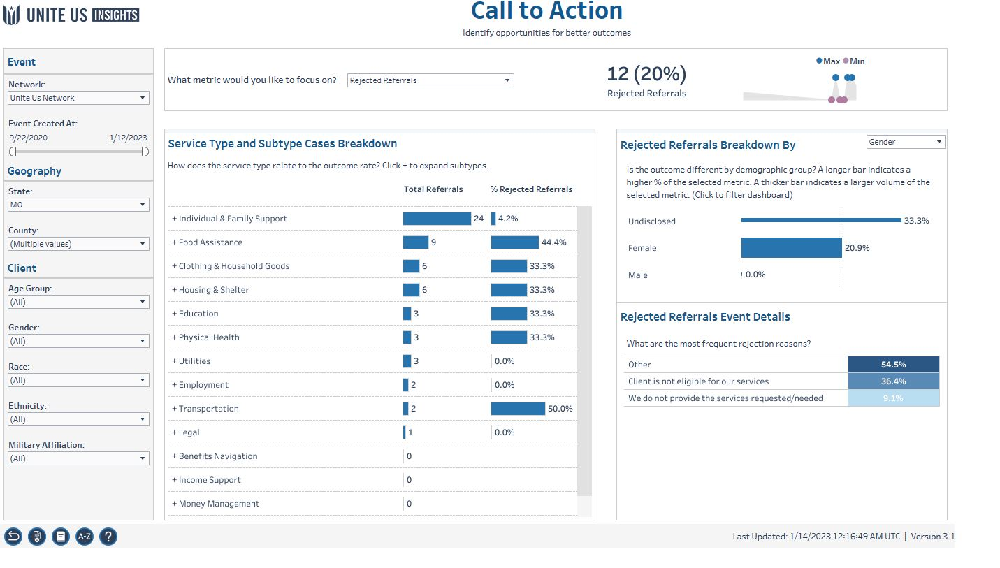 UNITE US INSIGHTS
Call to Action
Identify opportunities for better outcomes
Event
Network:
Unite Us Network
Event Created At:
9/22/2020 1/12/2023
Geography
State:
MO
County:
(Multiple values)
Client
Age Group:
(All)
Gender:
(All)
Race:
(All)
Ethnicity:
(All)
Military Affiliation:
(All)
What metric would you like to focus on? Rejected Referrals
12 (20%)
Rejected Referrals
Max Min
Service Type and Subtype Cases Breakdown
How does the service type relate to the outcome rate? Click + to expand subtypes.
Total Referrals % Rejected Referrals
+ Individual & Family Support 24 4.2%
+ Food Assistance 9 44.4%
+ Clothing & Household Goods 6 33.3%
+ Housing & Shelter 6 33.3%
+ Education 3 33.3%
+ Physical Health 3 33.3%
+ Utilities 3 0.0%
+ Employment 2 0.0%
+ Transportation 2 50.0%
+ Legal 1 0.0%
+ Benefits Navigation 0
+ Income Support 0
+ Money Management 0
Rejected Referrals Breakdown By Gender
Is the outcome different by demographic group? A longer bar indicates a
higher % of the selected metric. A thicker bar indicates a larger volume of the
selected metric. (Click to filter dashboard)
Undisclosed 33.3%
Female 20.9%
Male 0.0%
Rejected Referrals Event Details
What are the most frequent rejection reasons?
Other 54.5%
Client is not eligible for our services 36.4%
We do not provide the services requested/needed 9.1%
A-Z ?
Last Updated: 1/14/2023 12:16:49 AM UTC | Version 3.1